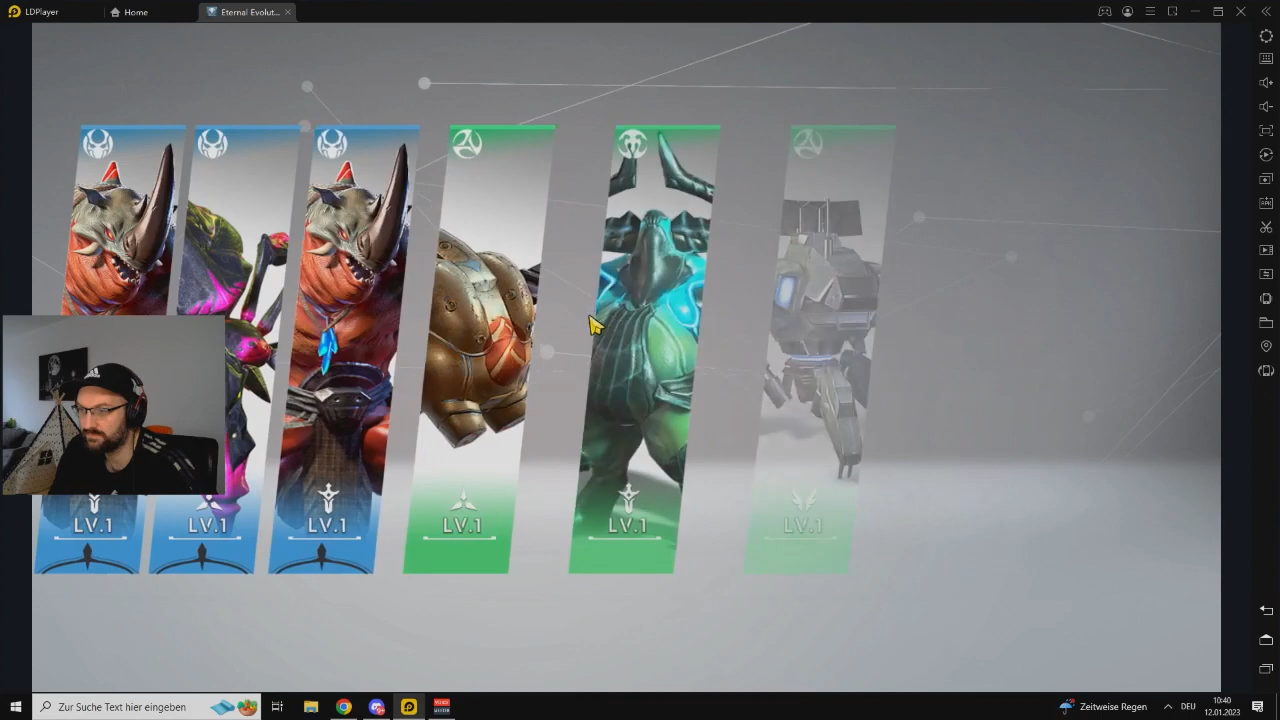 LDPlayer
Home
Eternal Evolut...
LV.1
LV.1
LV.1
LV.1
LV.1
LV.1
Zur Suche Text hier eingeben
Zeitweise Regen
DEU
10:40
12.01.2023